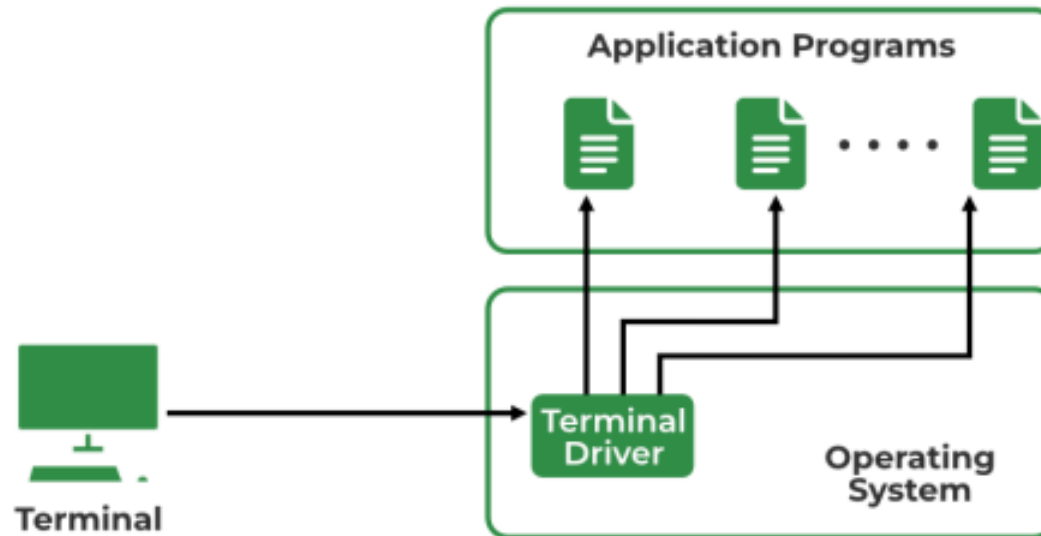 Application Programs
Terminal
Driver
Operating
System
Terminal